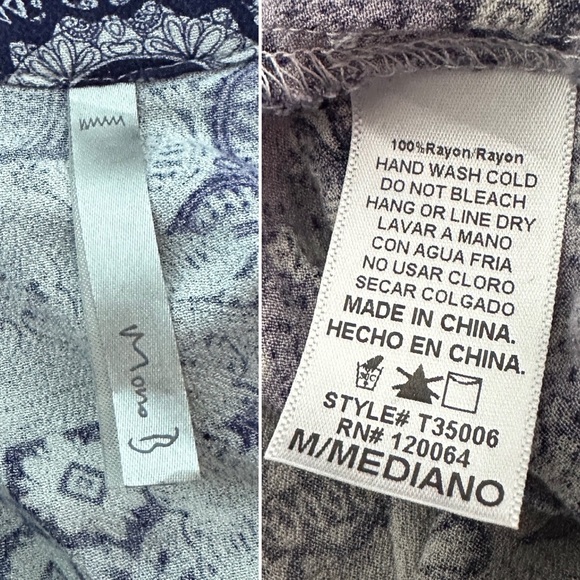 Mono B
100% Rayon/Rayon
HAND WASH COLD
DO NOT BLEACH
HANG OR LINE DRY
LAVAR A MANO
CON AGUA FRIA
NO USAR CLORO
SECAR COLGADO
MADE IN CHINA.
HECHO EN CHINA.
STYLE# T35006
RN# 120064
M/MEDIANO